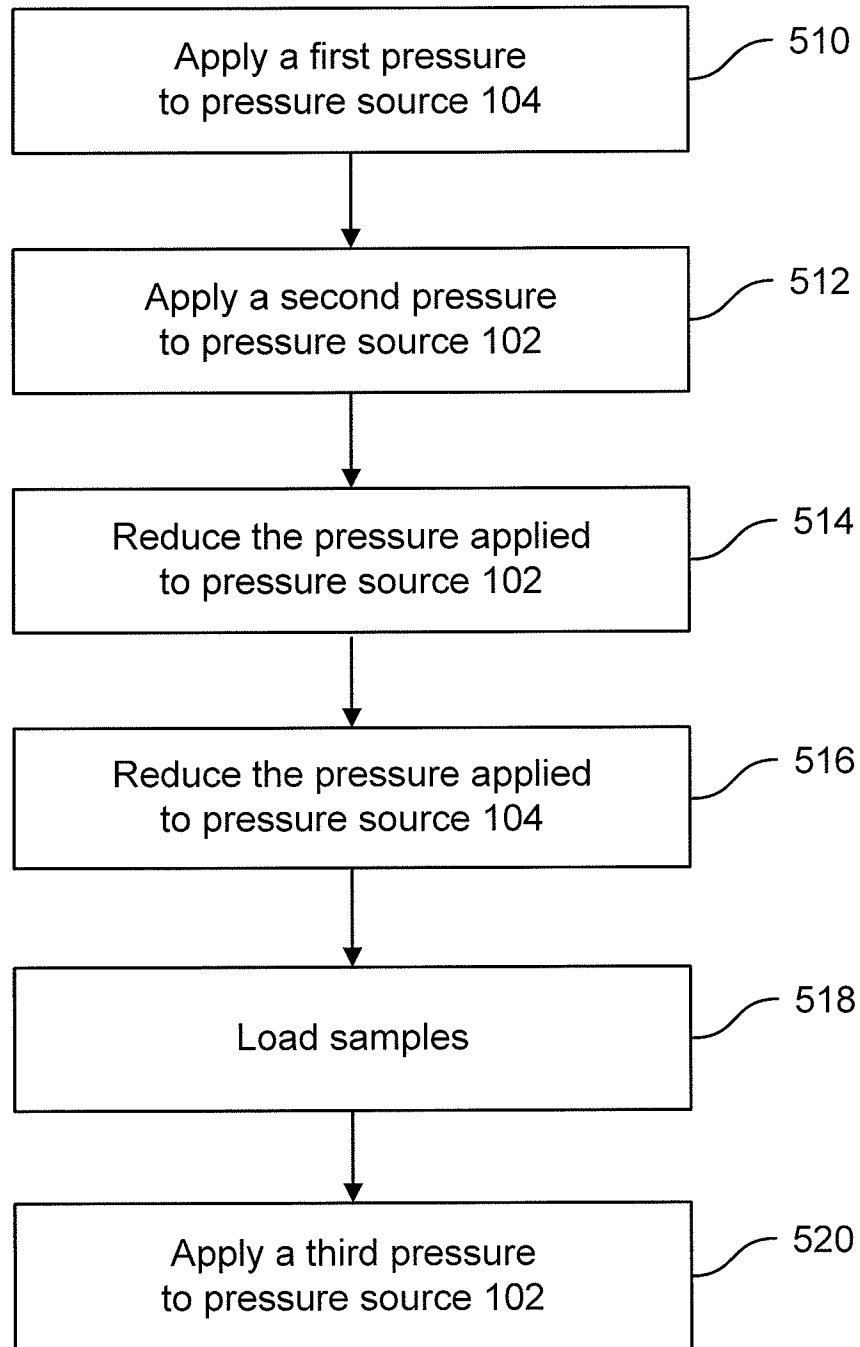 Apply a first pressure
to pressure source 104
510
Apply a second pressure
to pressure source 102
512
Reduce the pressure applied
to pressure source 102
514
Reduce the pressure applied
to pressure source 104
516
Load samples
518
Apply a third pressure
to pressure source 102
520